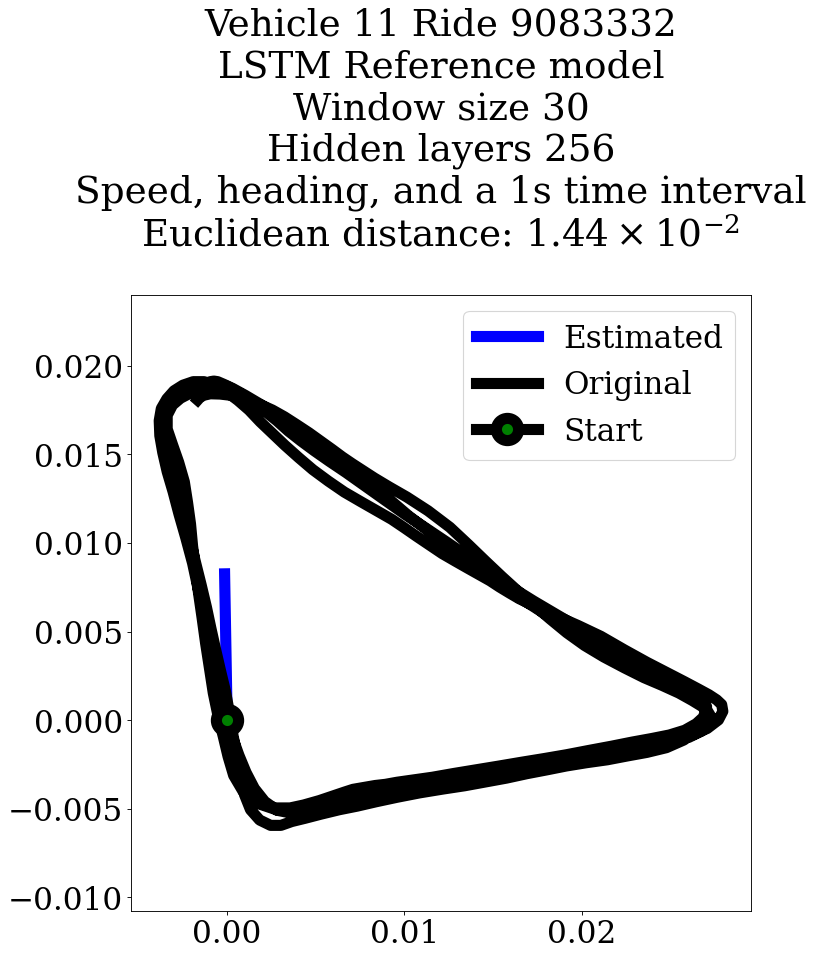 Vehicle 11 Ride 9083332
LSTM Reference model
Window size 30
Hidden layers 256
Speed, heading, and a 1s time interval
Euclidean distance: 1.44 × 10⁻²
Estimated
Original
Start
0.020
0.015
0.010
0.005
0.000
−0.005
−0.010
0.00 0.01 0.02